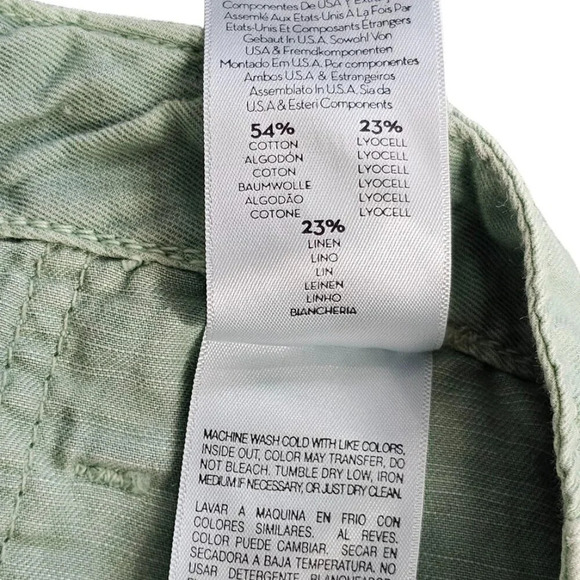 COMPONENTES DE USA Y
ASSEMLÉ AUX ETATS-UNIS A LA FOIS PAR
ETATS-UNIS ET COMPOSANTS ÉTRANGERS
GEBAUT IN U.S.A. SOWOHL VON
USA & FREMDKOMPONENTEN
MONTADO EM U.S.A. POR COMPONENTES
AMBOS U.S.A & ESTRANGEIROS
ASSEMBLATO IN U.S.A. SIA DA
U.S.A & ESTERI COMPONENTS
54% 23%
COTTON LYOCELL
ALGODÓN LYOCELL
COTON LYOCELL
BAUMWOLLE LYOCELL
ALGODÃO LYOCELL
COTONE LYOCELL
23%
LINEN
LINO
LIN
LEINEN
LINHO
BIANCHERIA
MACHINE WASH COLD WITH LIKE COLORS,
INSIDE OUT, COLOR MAY TRANSFER, DO
NOT BLEACH. TUMBLE DRY LOW, IRON
MEDIUM IF NECESSARY, OR JUST DRY CLEAN.
LAVAR A MAQUINA EN FRIO CON
COLORES SIMILARES. AL REVES.
COLOR PUEDE CAMBIAR. SECAR EN
SECADORA A BAJA TEMPERATURA. NO
USAR DETERGENTE BLANQUEADOR